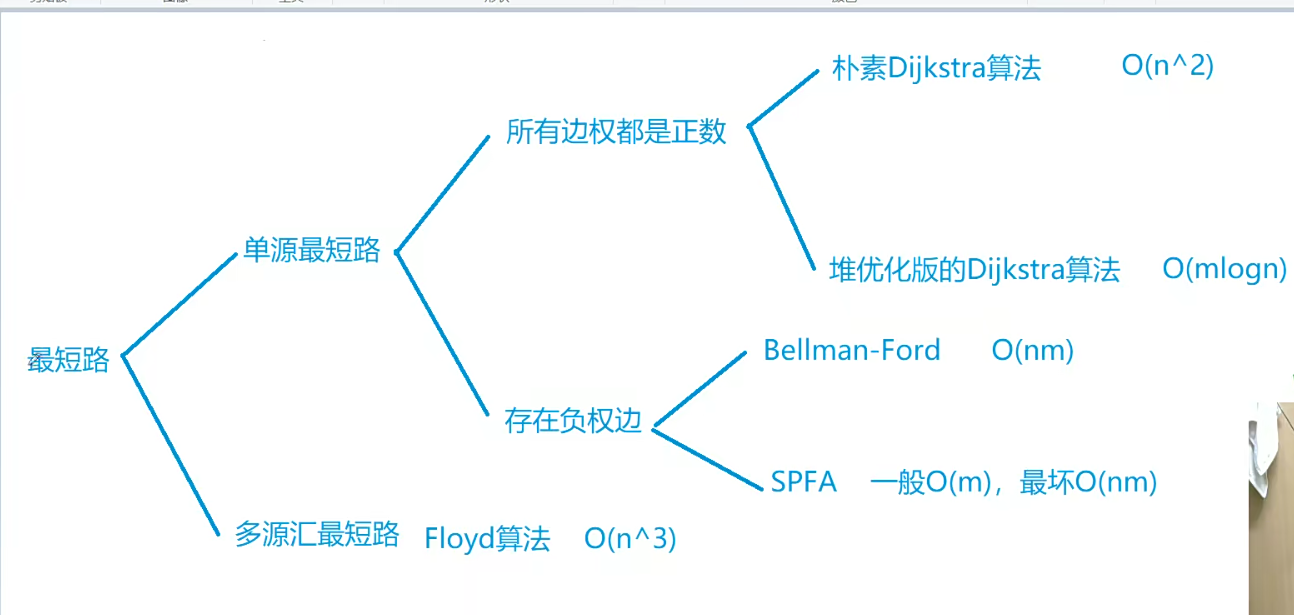 朴素Dijkstra算法 O(n^2)
所有边权都是正数
单源最短路
堆优化版的Dijkstra算法 O(mlogn)
最短路
Bellman-Ford O(nm)
存在负权边
SPFA 一般O(m)，最坏O(nm)
多源汇最短路 Floyd算法 O(n^3)